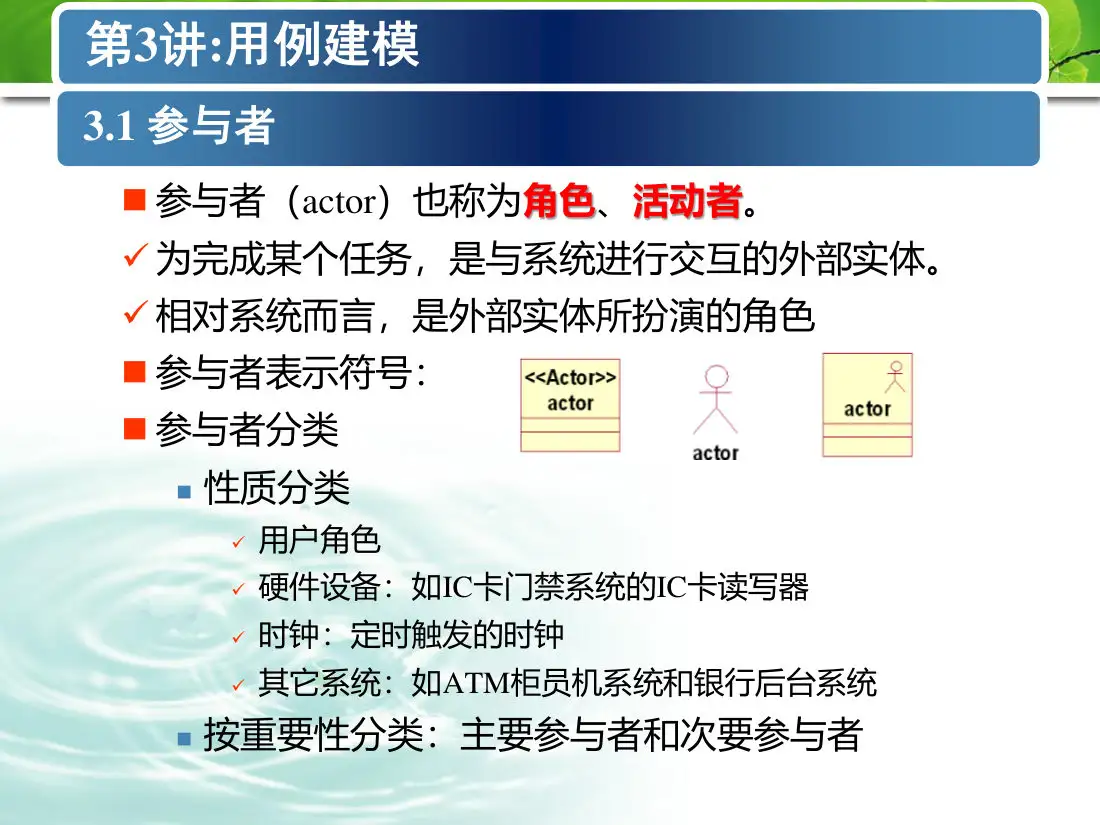 第3讲:用例建模
3.1 参与者
参与者（actor）也称为角色、活动者。
为完成某个任务，是与系统进行交互的外部实体。
相对系统而言，是外部实体所扮演的角色
参与者表示符号：
<<Actor>>
actor
actor
actor
参与者分类
性质分类
用户角色
硬件设备：如IC卡门禁系统的IC卡读写器
时钟：定时触发的时钟
其它系统：如ATM柜员机系统和银行后台系统
按重要性分类：主要参与者和次要参与者